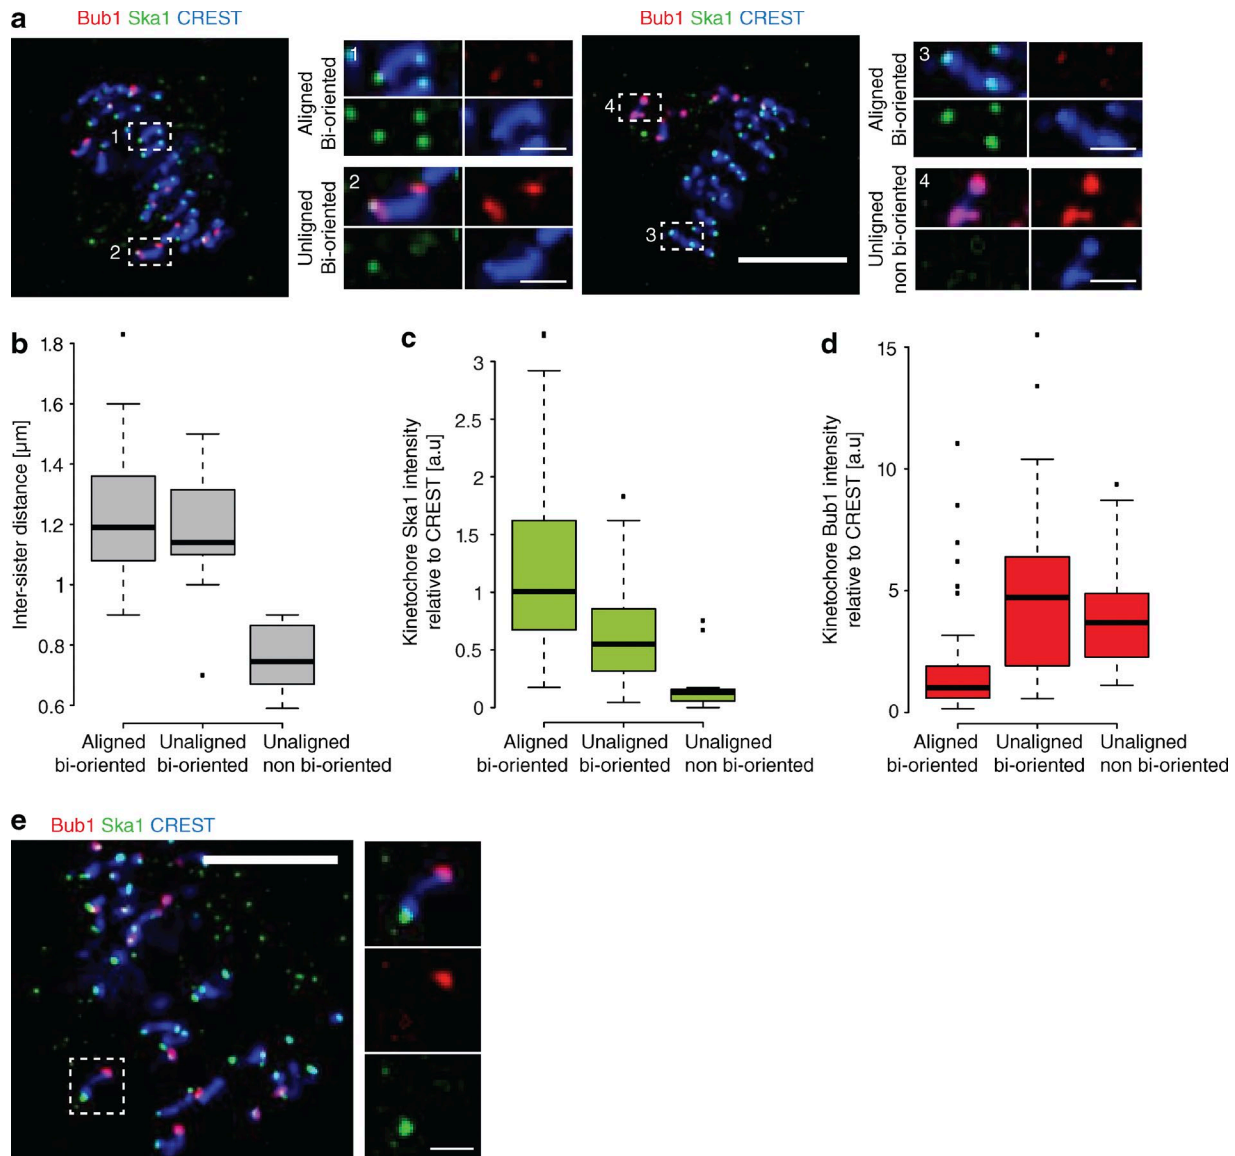 a
Bub1 Ska1 CREST
Bub1 Ska1 CREST
1
2
Aligned
Bi-oriented
1
Unligned
Bi-oriented
2
4
3
Aligned
Bi-oriented
3
Unligned
non bi-oriented
4
b
Inter-sister distance [µm]
1.8
1.6
1.4
1.2
1
0.8
0.6
Aligned
bi-oriented
Unaligned
bi-oriented
Unaligned
non bi-oriented
c
Kinetochore Ska1 intensity
relative to CREST [a.u]
3
2.5
2
1.5
1
0.5
0
Aligned
bi-oriented
Unaligned
bi-oriented
Unaligned
non bi-oriented
d
Kinetochore Bub1 intensity
relative to CREST [a.u]
15
10
5
0
Aligned
bi-oriented
Unaligned
bi-oriented
Unaligned
non bi-oriented
e
Bub1 Ska1 CREST